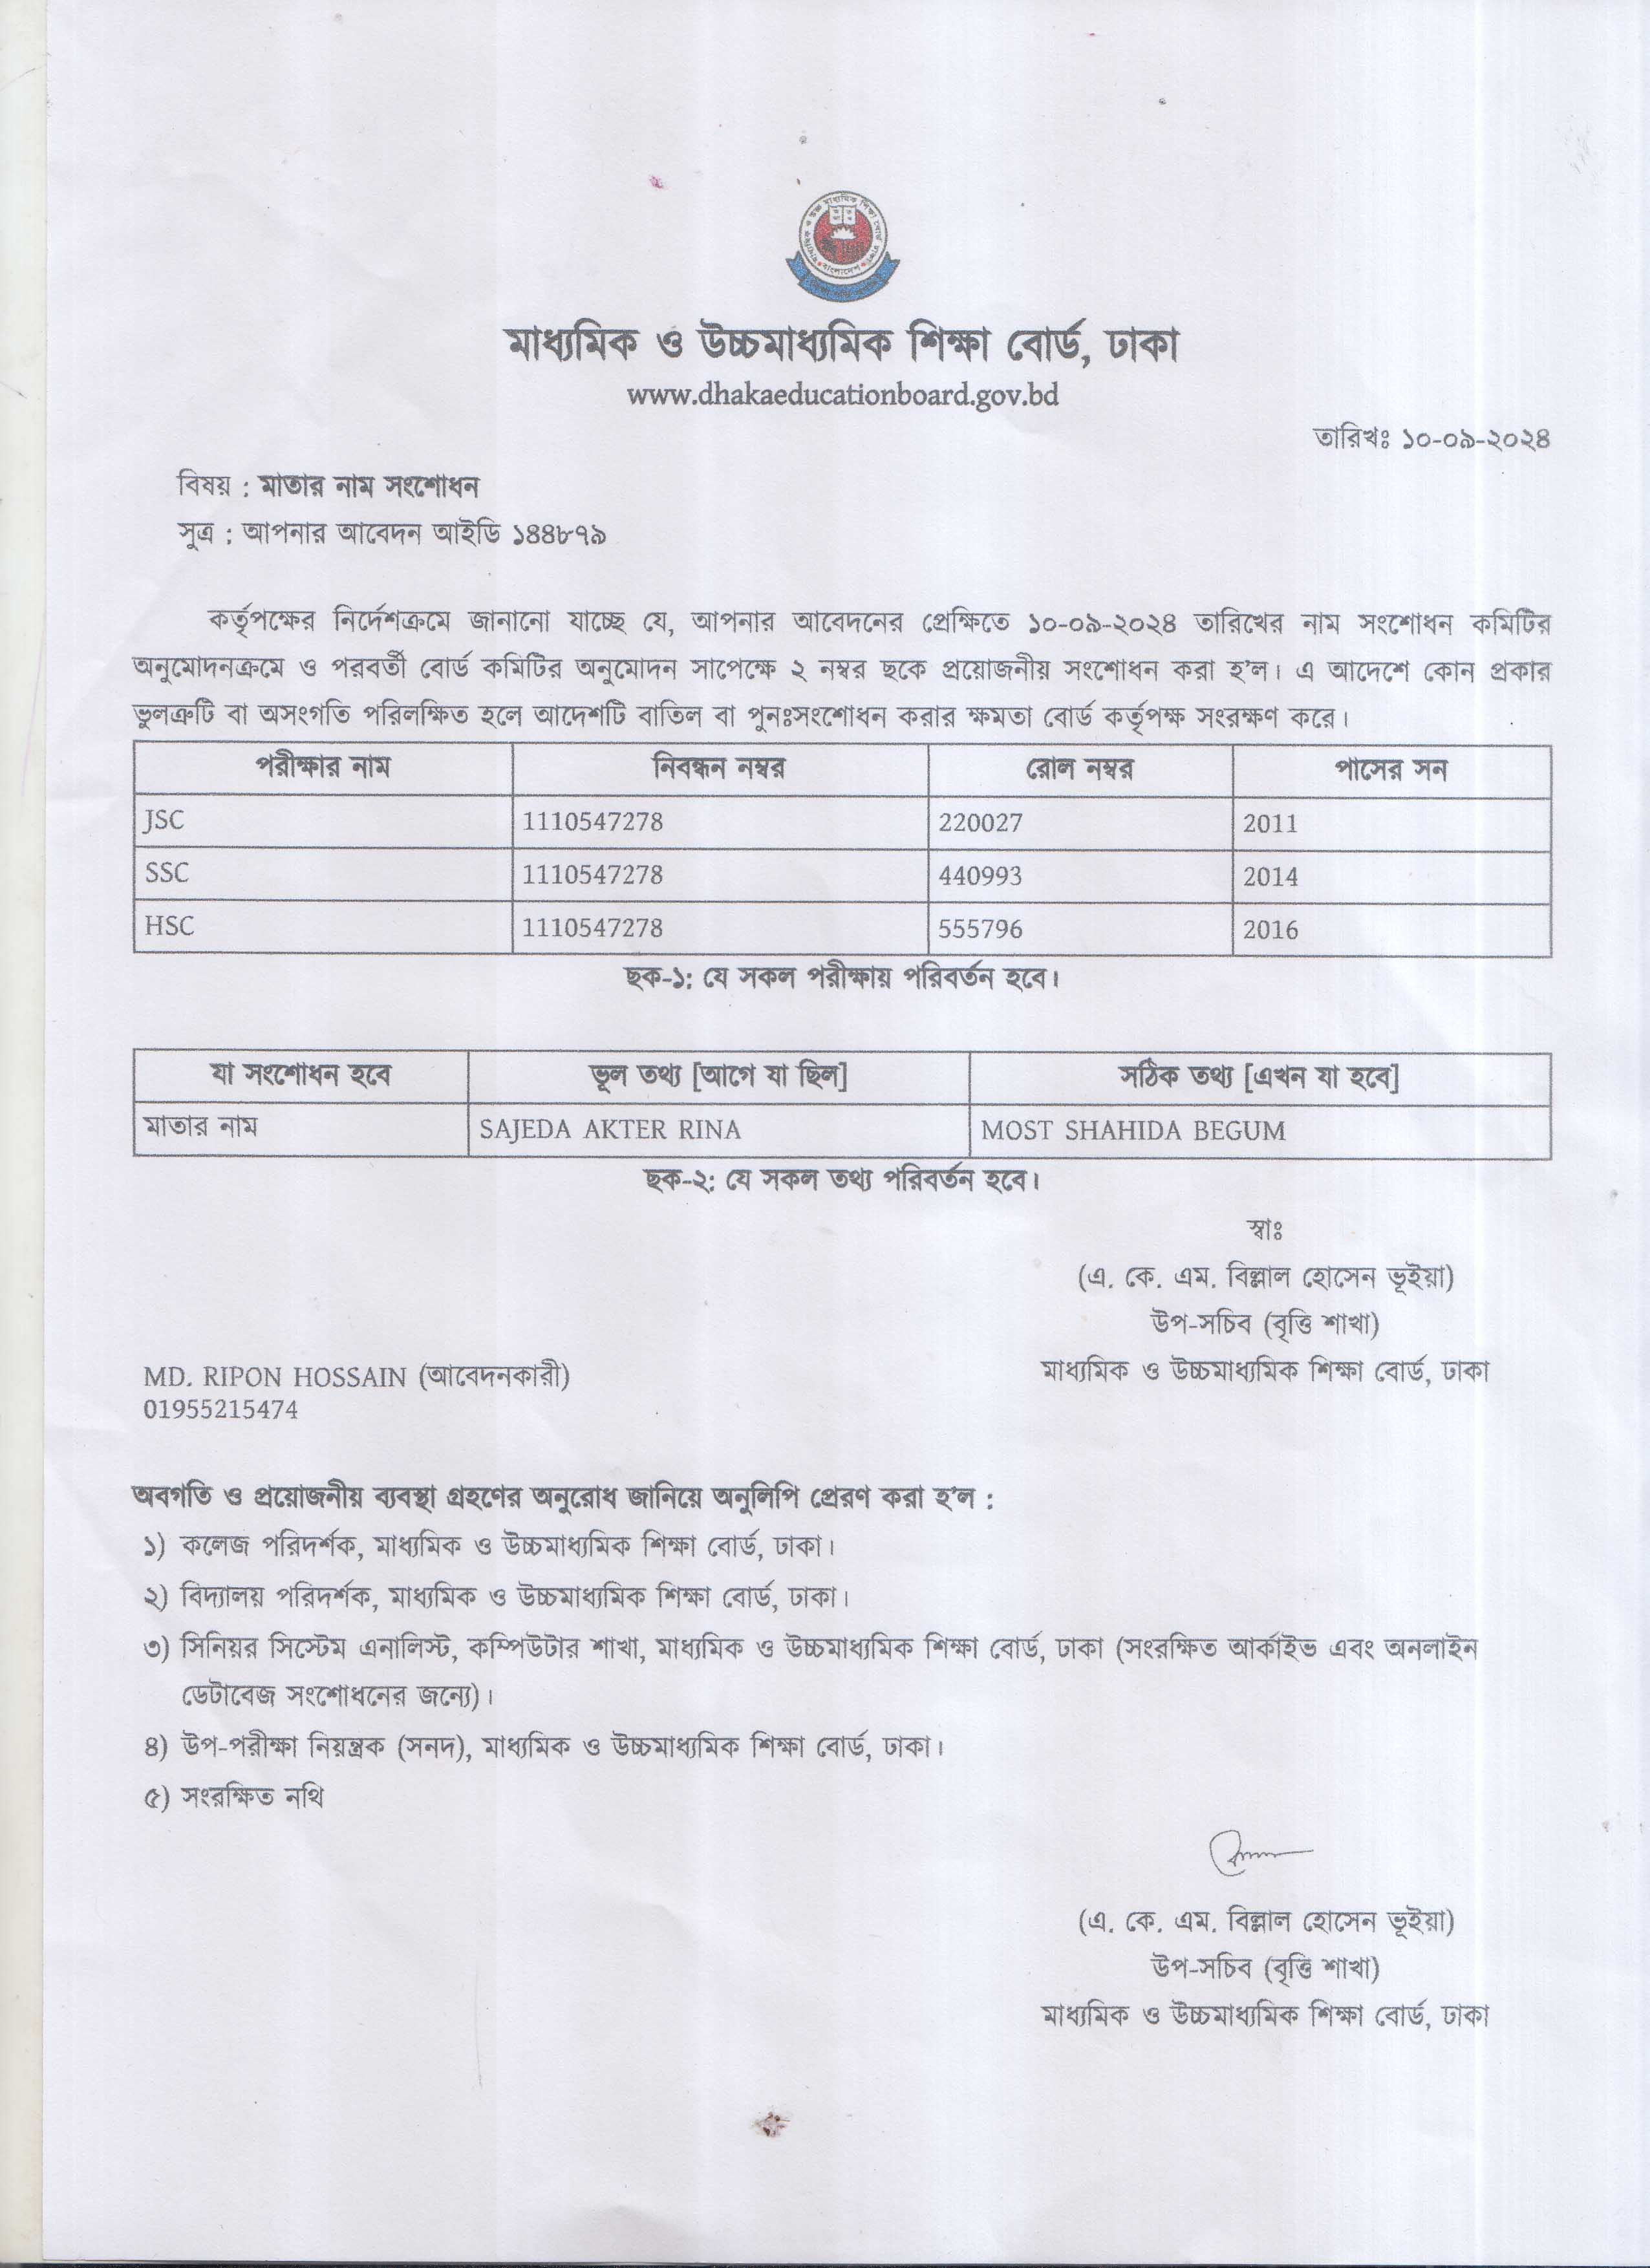 মাধ্যমিক ও উচ্চমাধ্যমিক শিক্ষা বোর্ড, ঢাকা
www.dhakaeducationboard.gov.bd
তারিখঃ ১০-০৯-২০২৪
বিষয় : মাতার নাম সংশোধন
সুত্র : আপনার আবেদন আইডি ১৪৪৮৭৯
কর্তৃপক্ষের নির্দেশক্রমে জানানো যাচ্ছে যে, আপনার আবেদনের প্রেক্ষিতে ১০-০৯-২০২৪ তারিখের নাম সংশোধন কমিটির
অনুমোদনক্রমে ও পরবর্তী বোর্ড কমিটির অনুমোদন সাপেক্ষে ২ নম্বর ছকে প্রয়োজনীয় সংশোধন করা হ'ল। এ আদেশে কোন প্রকার
ভুলত্রুটি বা অসংগতি পরিলক্ষিত হলে আদেশটি বাতিল বা পুনঃসংশোধন করার ক্ষমতা বোর্ড কর্তৃপক্ষ সংরক্ষণ করে।
পরীক্ষার নাম নিবন্ধন নম্বর রোল নম্বর পাসের সন
JSC 1110547278 220027 2011
SSC 1110547278 440993 2014
HSC 1110547278 555796 2016
ছক-১: যে সকল পরীক্ষায় পরিবর্তন হবে।
যা সংশোধন হবে ভূল তথ্য [আগে যা ছিল] সঠিক তথ্য [এখন যা হবে]
মাতার নাম SAJEDA AKTER RINA MOST SHAHIDA BEGUM
ছক-২: যে সকল তথ্য পরিবর্তন হবে।
স্বাঃ
(এ. কে. এম. বিল্লাল হোসেন ভূইয়া)
উপ-সচিব (বৃত্তি শাখা)
মাধ্যমিক ও উচ্চমাধ্যমিক শিক্ষা বোর্ড, ঢাকা
MD. RIPON HOSSAIN (আবেদনকারী)
01955215474
অবগতি ও প্রয়োজনীয় ব্যবস্থা গ্রহণের অনুরোধ জানিয়ে অনুলিপি প্রেরণ করা হ'ল :
১) কলেজ পরিদর্শক, মাধ্যমিক ও উচ্চমাধ্যমিক শিক্ষা বোর্ড, ঢাকা।
২) বিদ্যালয় পরিদর্শক, মাধ্যমিক ও উচ্চমাধ্যমিক শিক্ষা বোর্ড, ঢাকা।
৩) সিনিয়র সিস্টেম এনালিস্ট, কম্পিউটার শাখা, মাধ্যমিক ও উচ্চমাধ্যমিক শিক্ষা বোর্ড, ঢাকা (সংরক্ষিত আর্কাইভ এবং অনলাইন
ডেটাবেজ সংশোধনের জন্যে)।
৪) উপ-পরীক্ষা নিয়ন্ত্রক (সনদ), মাধ্যমিক ও উচ্চমাধ্যমিক শিক্ষা বোর্ড, ঢাকা।
৫) সংরক্ষিত নথি
(এ. কে. এম. বিল্লাল হোসেন ভূইয়া)
উপ-সচিব (বৃত্তি শাখা)
মাধ্যমিক ও উচ্চমাধ্যমিক শিক্ষা বোর্ড, ঢাকা